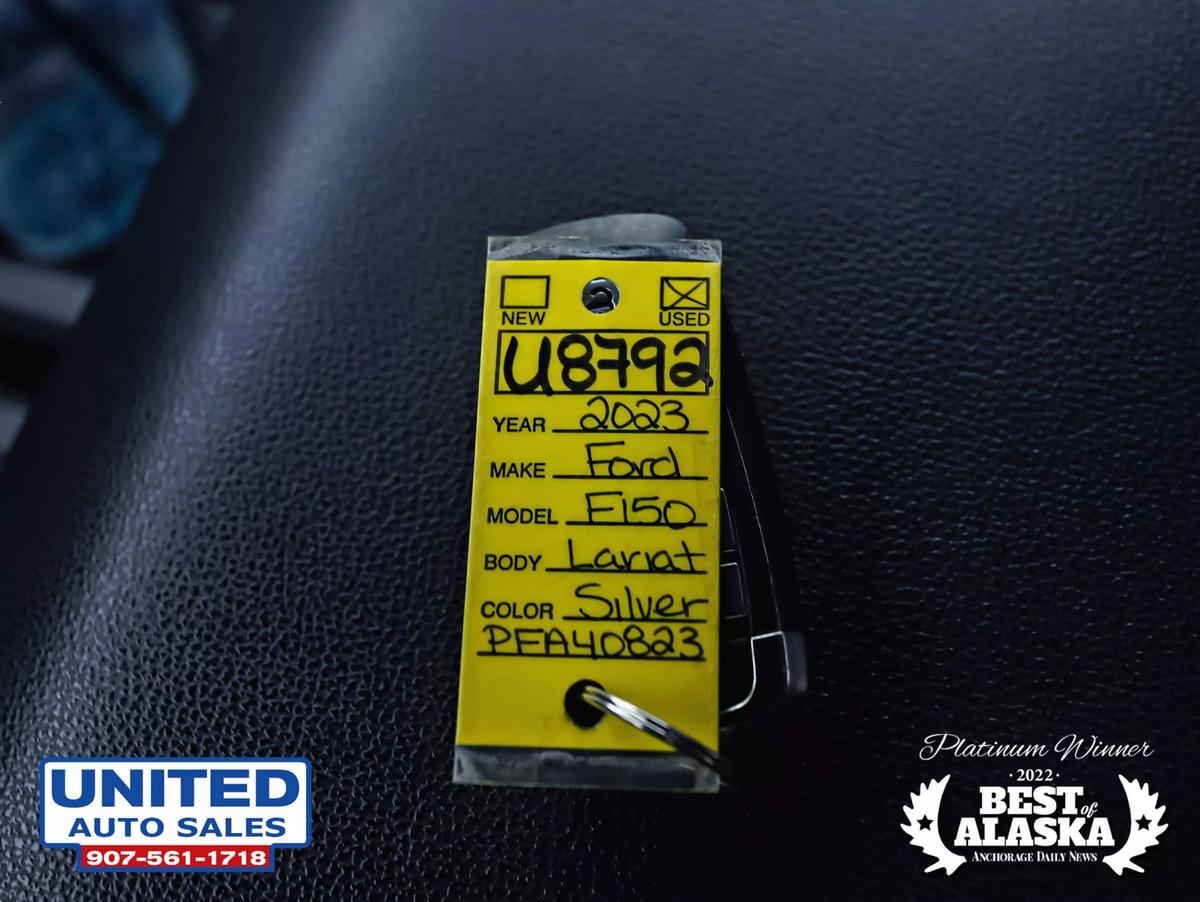 NEW USED
U8792
YEAR 2023
MAKE Ford
MODEL F150
BODY Lariat
COLOR Silver
PFA40823
UNITED
AUTO SALES
907-561-1718
Platinum Winner
·2022·
BEST of
ALASKA
ANCHORAGE DAILY NEWS